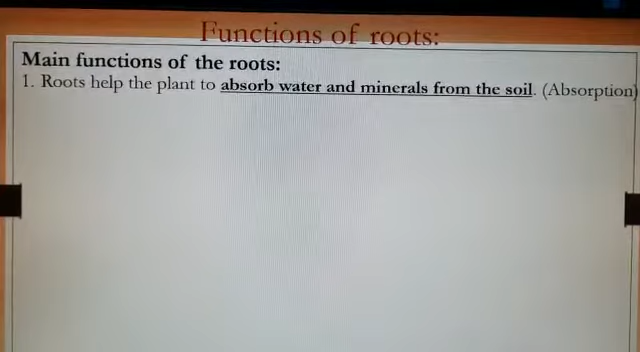 Functions of roots:
Main functions of the roots:
1. Roots help the plant to absorb water and minerals from the soil. (Absorption)